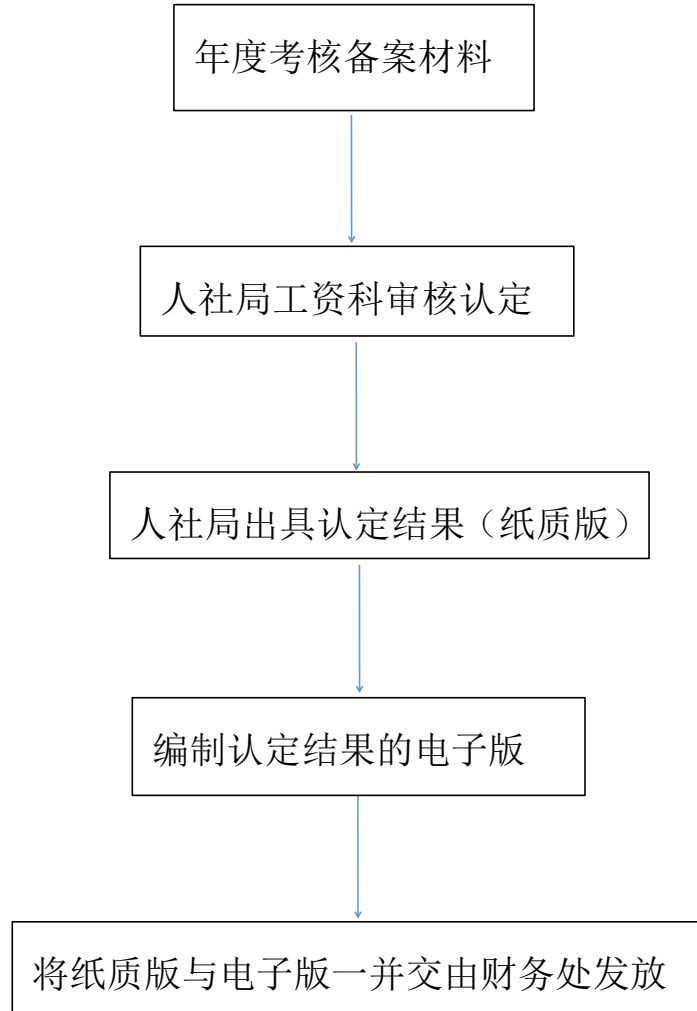 年度考核备案材料
人社局工资科审核认定
人社局出具认定结果（纸质版）
编制认定结果的电子版
将纸质版与电子版一并交由财务处发放